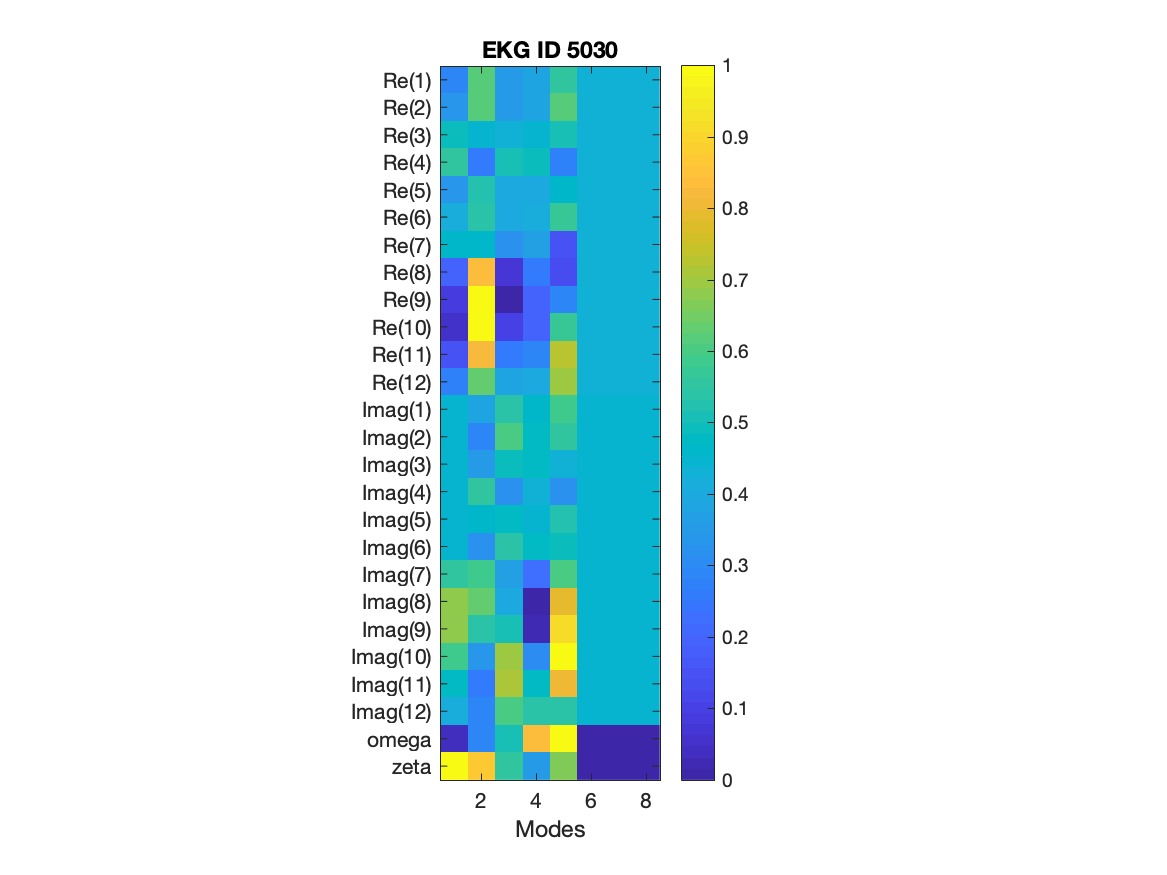 EKG ID 5030
Re(1)
Re(2)
Re(3)
Re(4)
Re(5)
Re(6)
Re(7)
Re(8)
Re(9)
Re(10)
Re(11)
Re(12)
Imag(1)
Imag(2)
Imag(3)
Imag(4)
Imag(5)
Imag(6)
Imag(7)
Imag(8)
Imag(9)
Imag(10)
Imag(11)
Imag(12)
omega
zeta
2 4 6 8
Modes
1
0.9
0.8
0.7
0.6
0.5
0.4
0.3
0.2
0.1
0